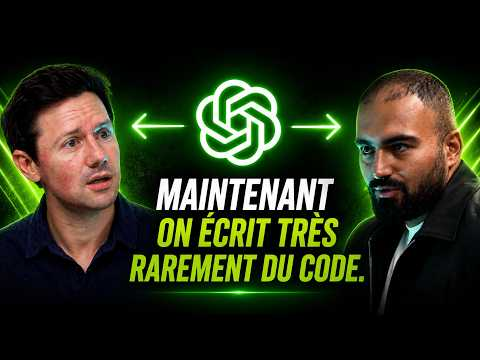 MAINTENANT
ON ÉCRIT TRÈS
RAREMENT DU CODE.